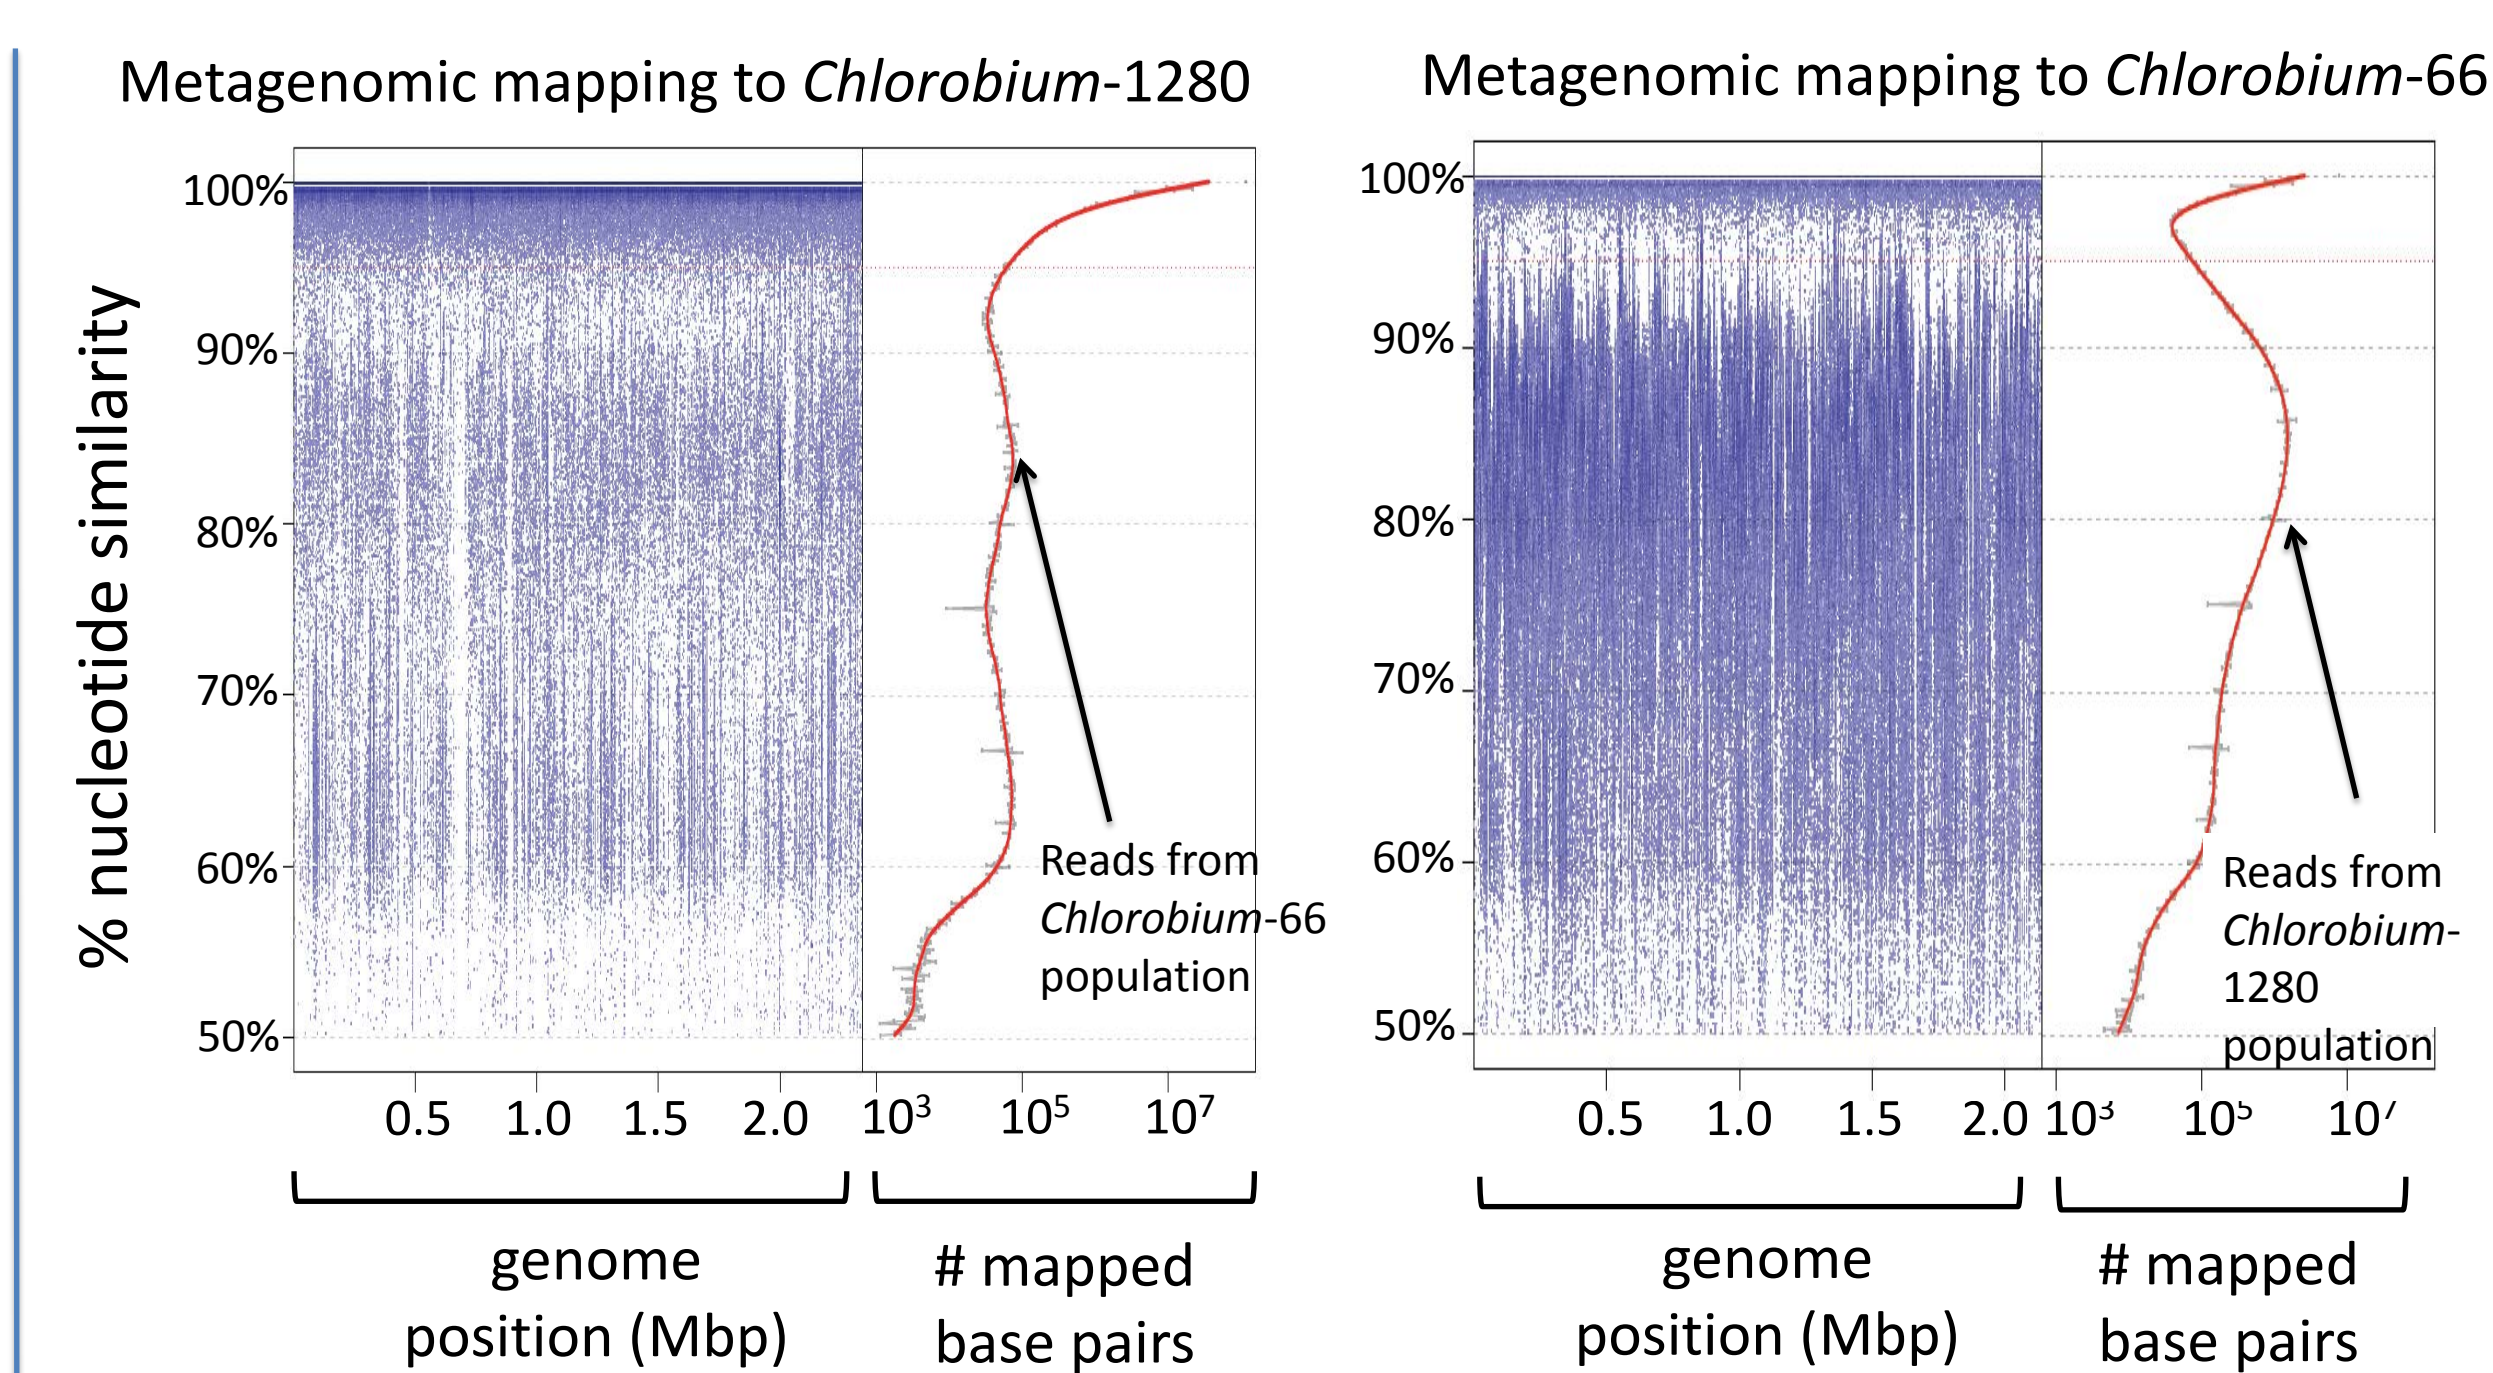 Metagenomic mapping to Chlorobium-1280
Metagenomic mapping to Chlorobium-66
% nucleotide similarity
100%
90%
80%
70%
60%
50%
Reads from
Chlorobium-66
population
0.5 1.0 1.5 2.0 10³ 10⁵ 10⁷
genome
position (Mbp)
# mapped
base pairs
100%
90%
80%
70%
60%
50%
Reads from
Chlorobium-
1280
population
0.5 1.0 1.5 2.0 10³ 10⁵ 10⁷
genome
position (Mbp)
# mapped
base pairs